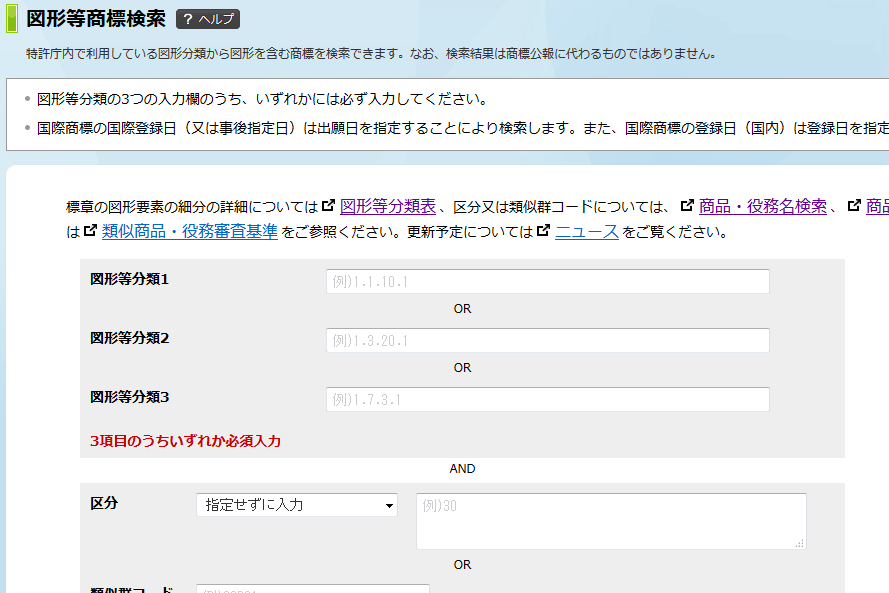 図形等商標検索 ? ヘルプ
特許庁内で利用している図形分類から図形を含む商標を検索できます。なお、検索結果は商標公報に代わるものではありません。
図形等分類の3つの入力欄のうち、いずれかには必ず入力してください。
国際商標の国際登録日（又は事後指定日）は出願日を指定することにより検索します。また、国際商標の登録日（国内）は登録日を指定
標章の図形要素の細分の詳細については 図形等分類表 、区分又は類似群コードについては、 商品・役務名検索 、 商品
は 類似商品・役務審査基準 をご参照ください。更新予定については ニュース をご覧ください。
図形等分類1 例)1.1.10.1
OR
図形等分類2 例)1.3.20.1
OR
図形等分類3 例)1.7.3.1
3項目のうちいずれか必須入力
AND
区分 指定せずに入力 例)30
OR
類似群コード